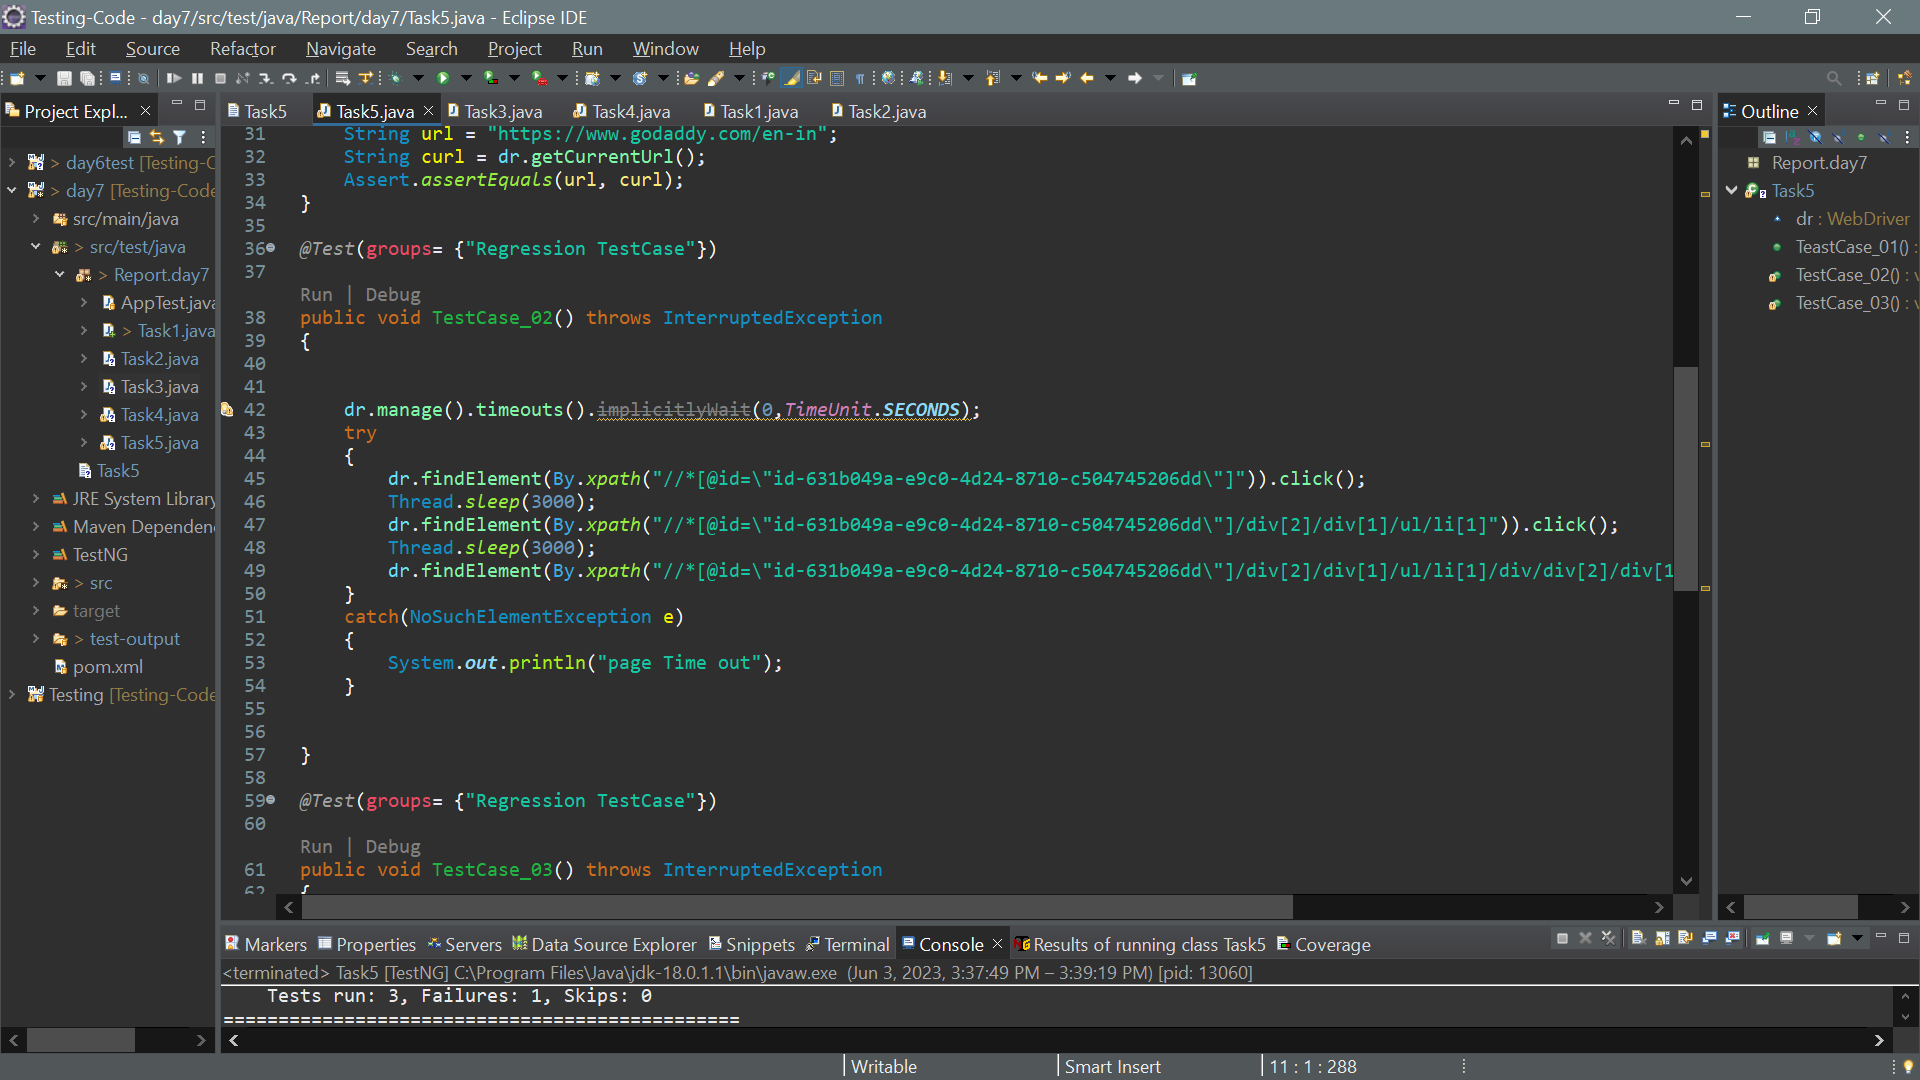 Testing-Code - day7/src/test/java/Report/day7/Task5.java - Eclipse IDE
File Edit Source Refactor Navigate Search Project Run Window Help
Project Expl...
day6test [Testing-C
> day7 [Testing-Code
src/main/java
> src/test/java
> Report.day7
AppTest.java
> Task1.java
Task2.java
Task3.java
Task4.java
Task5.java
Task5
JRE System Library
Maven Dependen
TestNG
> src
target
> test-output
pom.xml
Testing [Testing-Code
Task5 Task5.java Task3.java Task4.java Task1.java Task2.java
31 String url = "https://www.godaddy.com/en-in";
32 String curl = dr.getCurrentUrl();
33 Assert.assertEquals(url, curl);
34 }
35
36 @Test(groups= {"Regression TestCase"})
37
Run | Debug
38 public void TestCase_02() throws InterruptedException
39 {
40
41
42 dr.manage().timeouts().implicitlyWait(0,TimeUnit.SECONDS);
43 try
44 {
45 dr.findElement(By.xpath("//*[@id=\"id-631b049a-e9c0-4d24-8710-c504745206dd\"]")).click();
46 Thread.sleep(3000);
47 dr.findElement(By.xpath("//*[@id=\"id-631b049a-e9c0-4d24-8710-c504745206dd\"]/div[2]/div[1]/ul/li[1]")).click();
48 Thread.sleep(3000);
49 dr.findElement(By.xpath("//*[@id=\"id-631b049a-e9c0-4d24-8710-c504745206dd\"]/div[2]/div[1]/ul/li[1]/div/div[2]/div[1
50 }
51 catch(NoSuchElementException e)
52 {
53 System.out.println("page Time out");
54 }
55
56
57 }
58
59 @Test(groups= {"Regression TestCase"})
60
Run | Debug
61 public void TestCase_03() throws InterruptedException
62 {
Outline
Report.day7
Task5
dr : WebDriver
TeastCase_01() :
TestCase_02() : v
TestCase_03() : v
Markers Properties Servers Data Source Explorer Snippets Terminal Console Results of running class Task5 Coverage
<terminated> Task5 [TestNG] C:\Program Files\Java\jdk-18.0.1.1\bin\javaw.exe (Jun 3, 2023, 3:37:49 PM – 3:39:19 PM) [pid: 13060]
Tests run: 3, Failures: 1, Skips: 0
===============================================
Writable Smart Insert 11 : 1 : 288